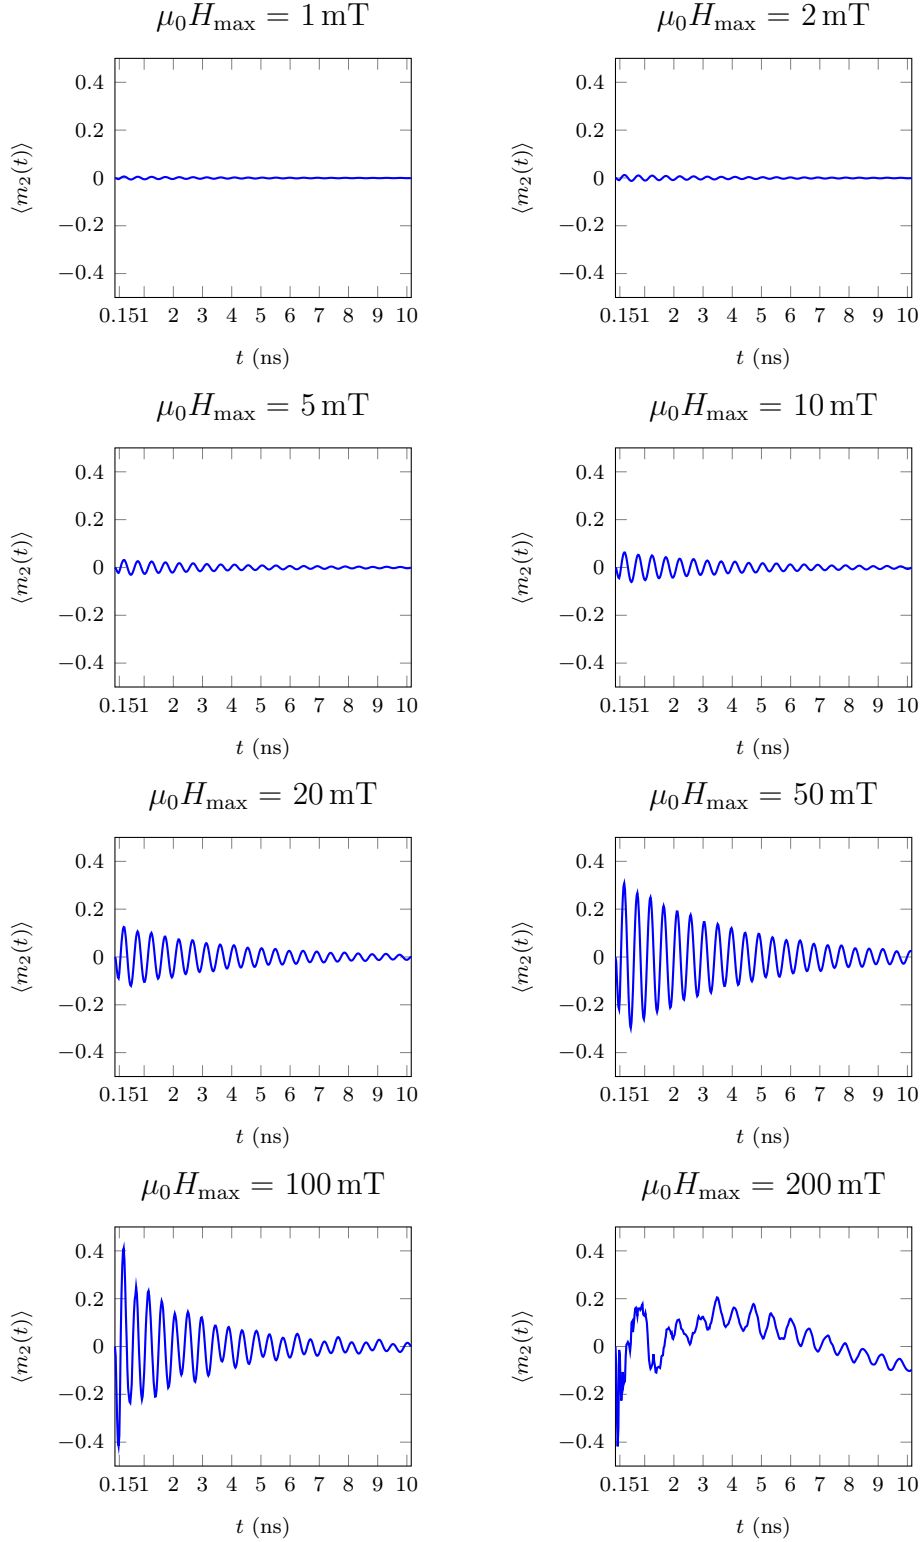 μ₀H_max = 1 mT
μ₀H_max = 2 mT
0.4
0.2
0
−0.2
−0.4
⟨m₂(t)⟩
0.151 2 3 4 5 6 7 8 9 10
t (ns)
0.4
0.2
0
−0.2
−0.4
⟨m₂(t)⟩
0.151 2 3 4 5 6 7 8 9 10
t (ns)
μ₀H_max = 5 mT
μ₀H_max = 10 mT
0.4
0.2
0
−0.2
−0.4
⟨m₂(t)⟩
0.151 2 3 4 5 6 7 8 9 10
t (ns)
0.4
0.2
0
−0.2
−0.4
⟨m₂(t)⟩
0.151 2 3 4 5 6 7 8 9 10
t (ns)
μ₀H_max = 20 mT
μ₀H_max = 50 mT
0.4
0.2
0
−0.2
−0.4
⟨m₂(t)⟩
0.151 2 3 4 5 6 7 8 9 10
t (ns)
0.4
0.2
0
−0.2
−0.4
⟨m₂(t)⟩
0.151 2 3 4 5 6 7 8 9 10
t (ns)
μ₀H_max = 100 mT
μ₀H_max = 200 mT
0.4
0.2
0
−0.2
−0.4
⟨m₂(t)⟩
0.151 2 3 4 5 6 7 8 9 10
t (ns)
0.4
0.2
0
−0.2
−0.4
⟨m₂(t)⟩
0.151 2 3 4 5 6 7 8 9 10
t (ns)